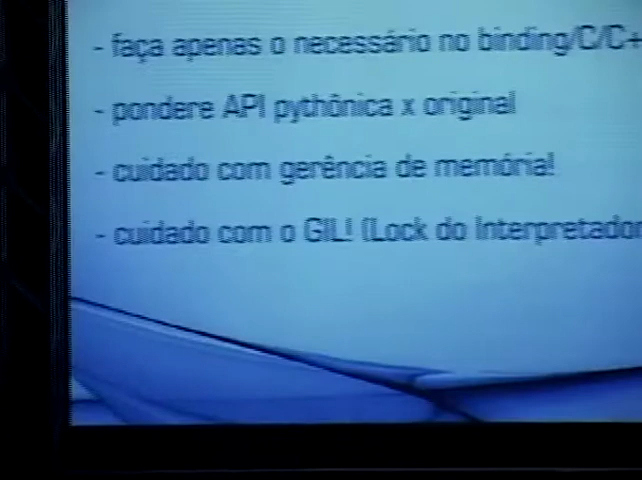 - faça apenas o necessário no binding/C/C+
- pondere API pythônica x original
- cuidado com gerência de memória!
- cuidado com o GIL! (Lock do Interpretador